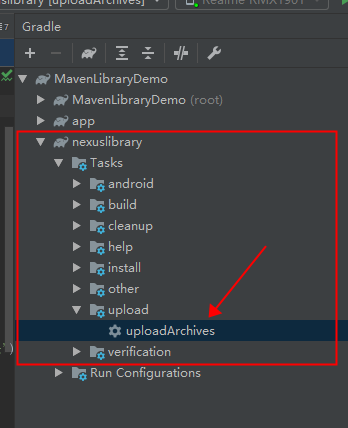 slibrary [uploadArchives]
Realme RMX1901
Gradle
MavenLibraryDemo
MavenLibraryDemo (root)
app
nexuslibrary
Tasks
android
build
cleanup
help
install
other
upload
uploadArchives
verification
Run Configurations